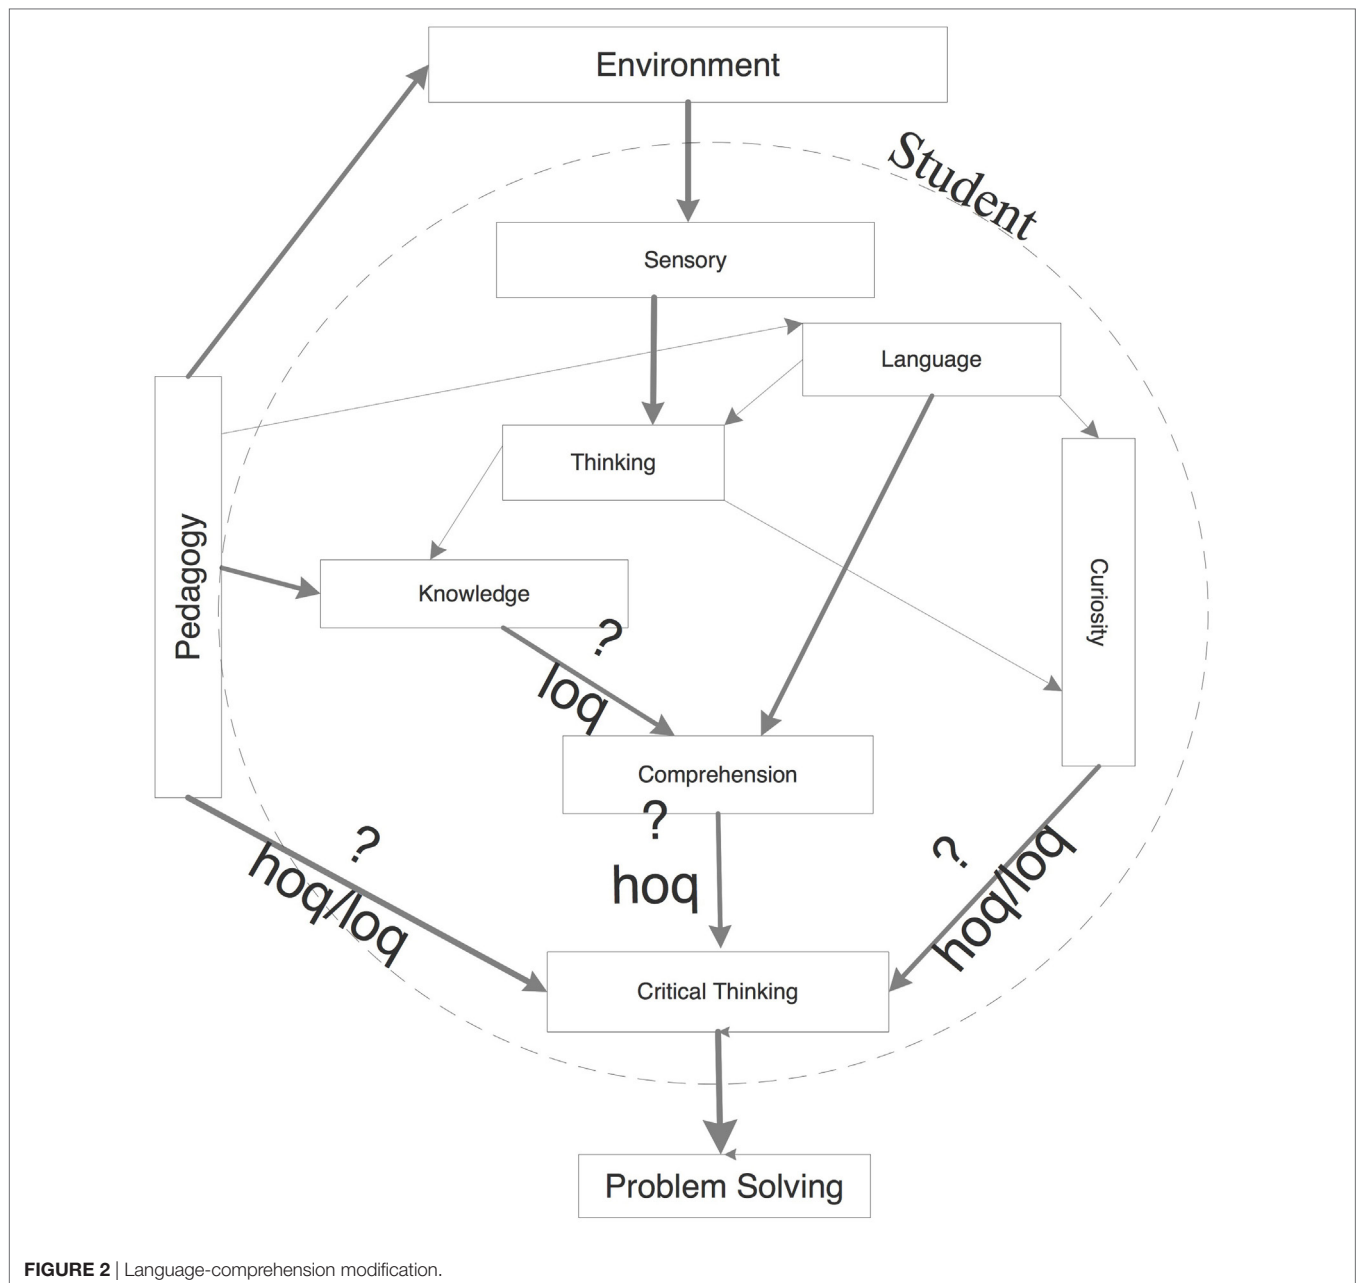 Environment
Student
Sensory
Language
Thinking
Pedagogy
Knowledge
Curiosity
?
loq
Comprehension
?
hoq
?
hoq/loq
?
hoq/loq
Critical Thinking
Problem Solving
FIGURE 2 | Language-comprehension modification.